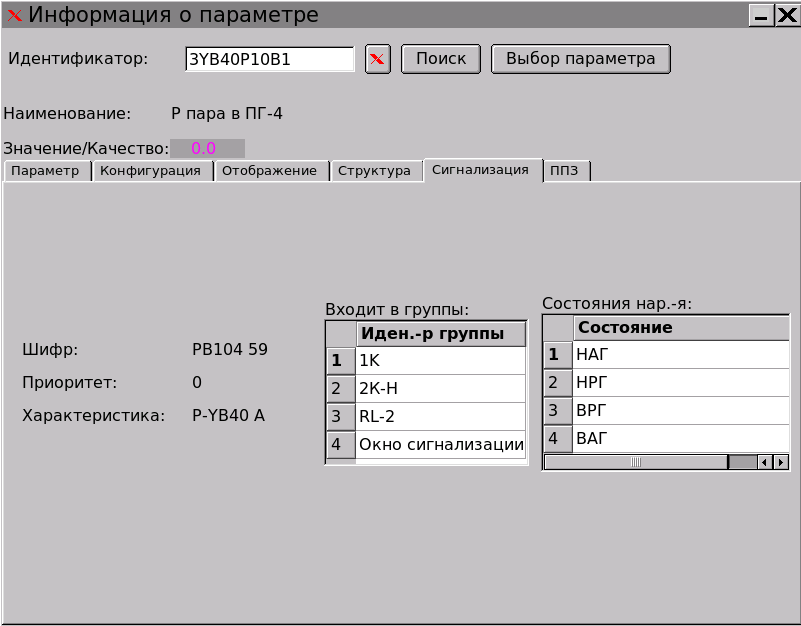 Информация о параметре
Идентификатор: 3YB40P10B1 Поиск Выбор параметра
Наименование: P пара в ПГ-4
Значение/Качество: 0.0
Параметр Конфигурация Отображение Структура Сигнализация ППЗ
Входит в группы:
Состояния нар.-я:
Иден.-р группы
Состояние
1 1K
2 2К-Н
3 RL-2
4 Окно сигнализации
1 НАГ
2 НРГ
3 ВРГ
4 ВАГ
Шифр: PB104 59
Приоритет: 0
Характеристика: P-YB40 A